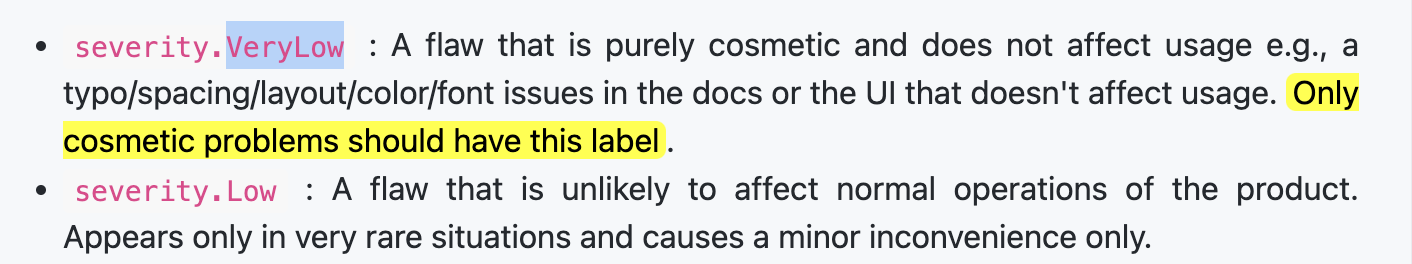 • severity.VeryLow : A flaw that is purely cosmetic and does not affect usage e.g., a
typo/spacing/layout/color/font issues in the docs or the UI that doesn't affect usage. Only
cosmetic problems should have this label.
• severity.Low : A flaw that is unlikely to affect normal operations of the product.
Appears only in very rare situations and causes a minor inconvenience only.